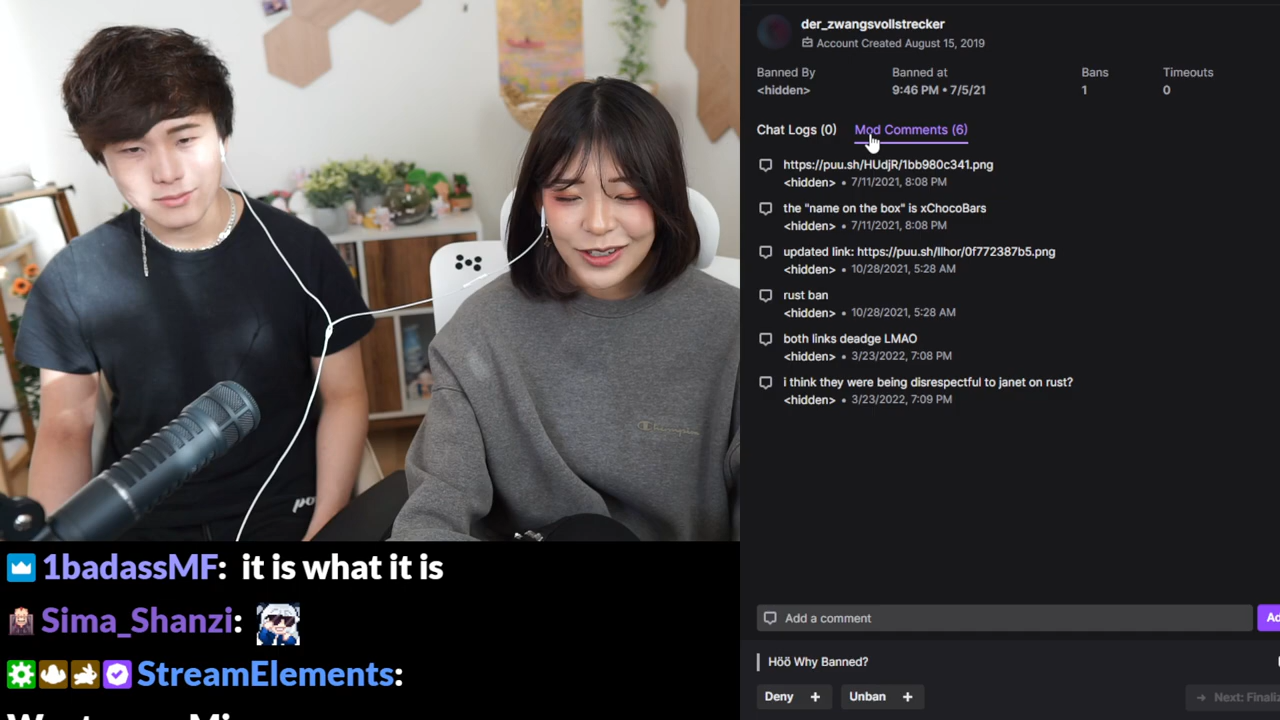 der_zwangsvollstrecker
Account Created August 15, 2019
Banned By
Banned at
Bans
Timeouts
<hidden>
9:46 PM • 7/5/21
1
0
Chat Logs (0)
Mod Comments (6)
https://puu.sh/HUdjR/1bb980c341.png
<hidden> • 7/11/2021, 8:08 PM
the "name on the box" is xChocoBars
<hidden> • 7/11/2021, 8:08 PM
updated link: https://puu.sh/Ilhor/0f772387b5.png
<hidden> • 10/28/2021, 5:28 AM
rust ban
<hidden> • 10/28/2021, 5:28 AM
both links deadge LMAO
<hidden> • 3/23/2022, 7:08 PM
i think they were being disrespectful to janet on rust?
<hidden> • 3/23/2022, 7:09 PM
Add a comment
Höö Why Banned?
Deny +
Unban +
→ Next:
Champion
1badassMF: it is what it is
Sima_Shanzi:
StreamElements: